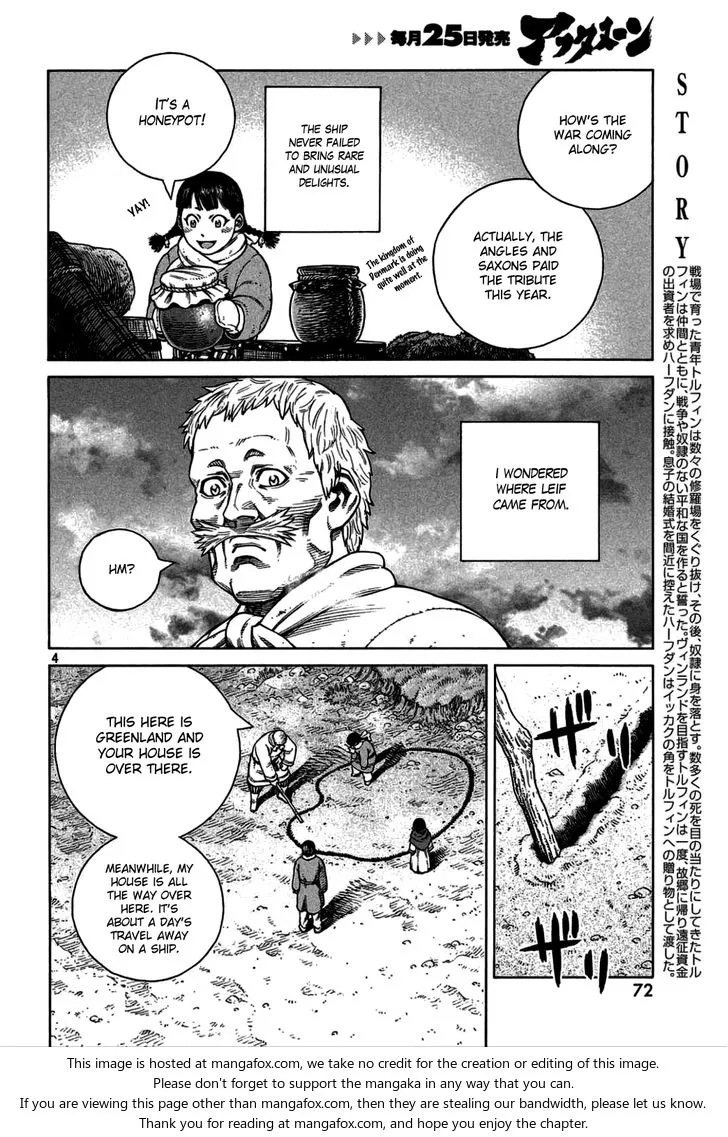 ▷▷▷ 毎月25日発売 アフタヌーン
HOW'S THE
WAR COMING
ALONG?
ACTUALLY, THE
ANGLES AND
SAXONS PAID
THE TRIBUTE
THIS YEAR.
The kingdom of
Denmark is doing
quite well at the
moment.
THE SHIP
NEVER FAILED
TO BRING RARE
AND UNUSUAL
DELIGHTS.
IT'S A
HONEYPOT!
YAY!
I WONDERED
WHERE LEIF
CAME FROM.
HM?
4
ザッ
ザッ
THIS HERE IS
GREENLAND AND
YOUR HOUSE IS
OVER THERE.
MEANWHILE, MY
HOUSE IS ALL
THE WAY OVER
HERE. IT'S
ABOUT A DAY'S
TRAVEL AWAY
ON A SHIP.
STORY
戦場で育った青年トルフィンは数々の修羅場をくぐり抜け、その後、奴隷に身を落とす。数多くの死を目の当たりにしてきたトル
フィンは仲間とともに、戦争や奴隷のない平和な国を作ると誓った。ヴィンランドを目指すトルフィンは一度、故郷に帰り遠征資金
の出資者を求めハーフダンに接触。息子の結婚式を間近に控えたハーフダンはイッカクの角をトルフィンへの贈り物として渡した。
72
This image is hosted at mangafox.com, we take no credit for the creation or editing of this image.
Please don't forget to support the mangaka in any way that you can.
If you are viewing this page other than mangafox.com, then they are stealing our bandwidth, please let us know.
Thank you for reading at mangafox.com, and hope you enjoy the chapter.